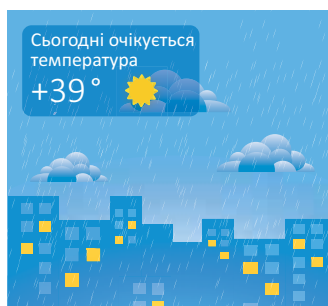 Сьогодні очікується
температура
+39°